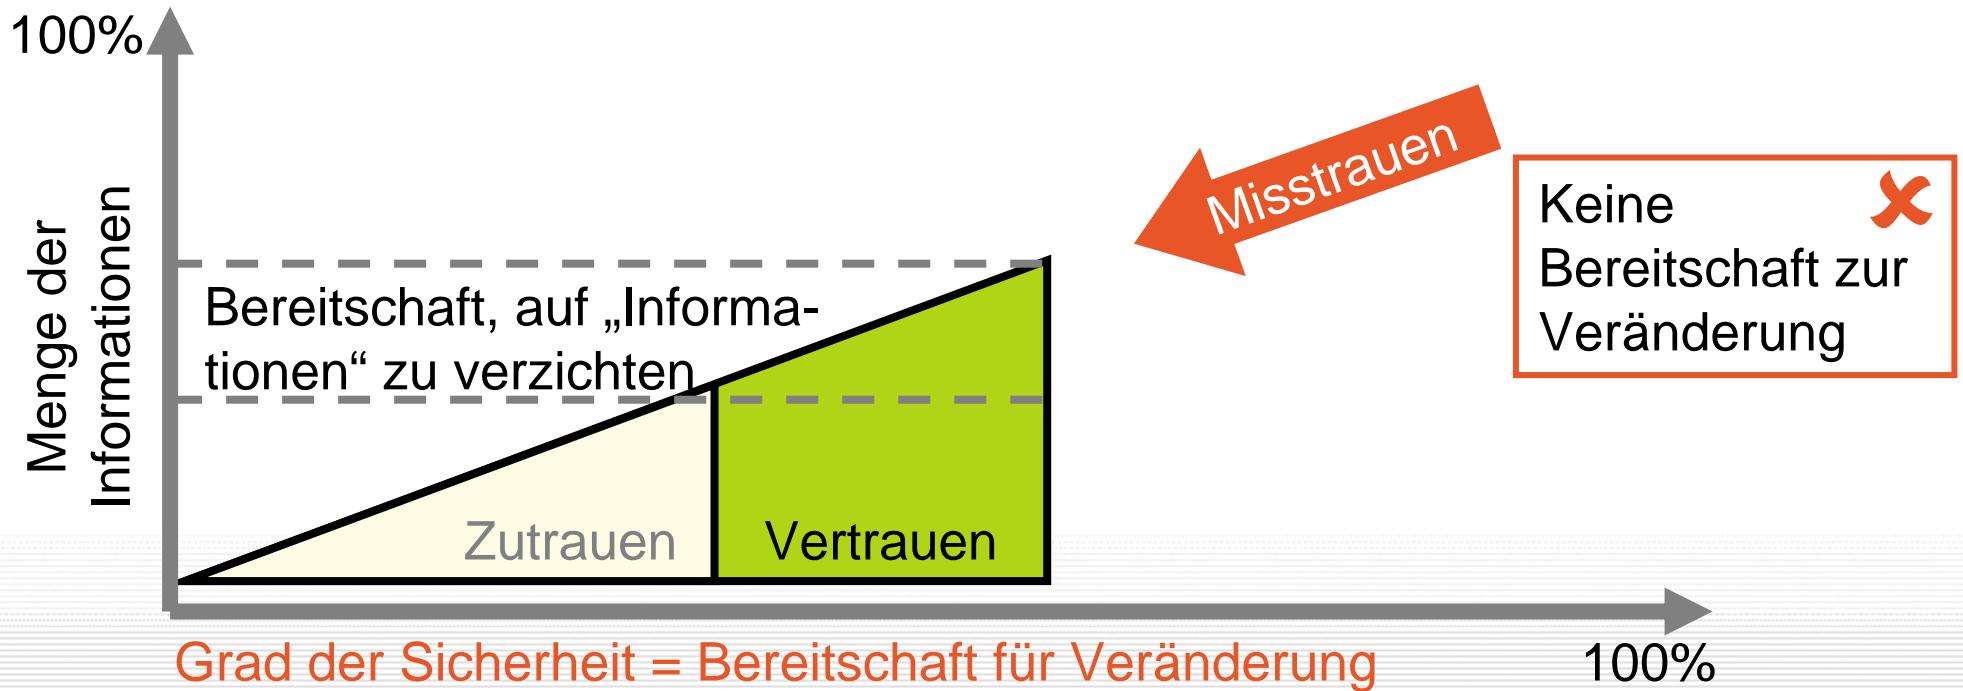 100%
Menge der
Informationen
Bereitschaft, auf „Informa-
tionen“ zu verzichten
Zutrauen
Vertrauen
Misstrauen
Keine
Bereitschaft zur
Veränderung
Grad der Sicherheit = Bereitschaft für Veränderung
100%